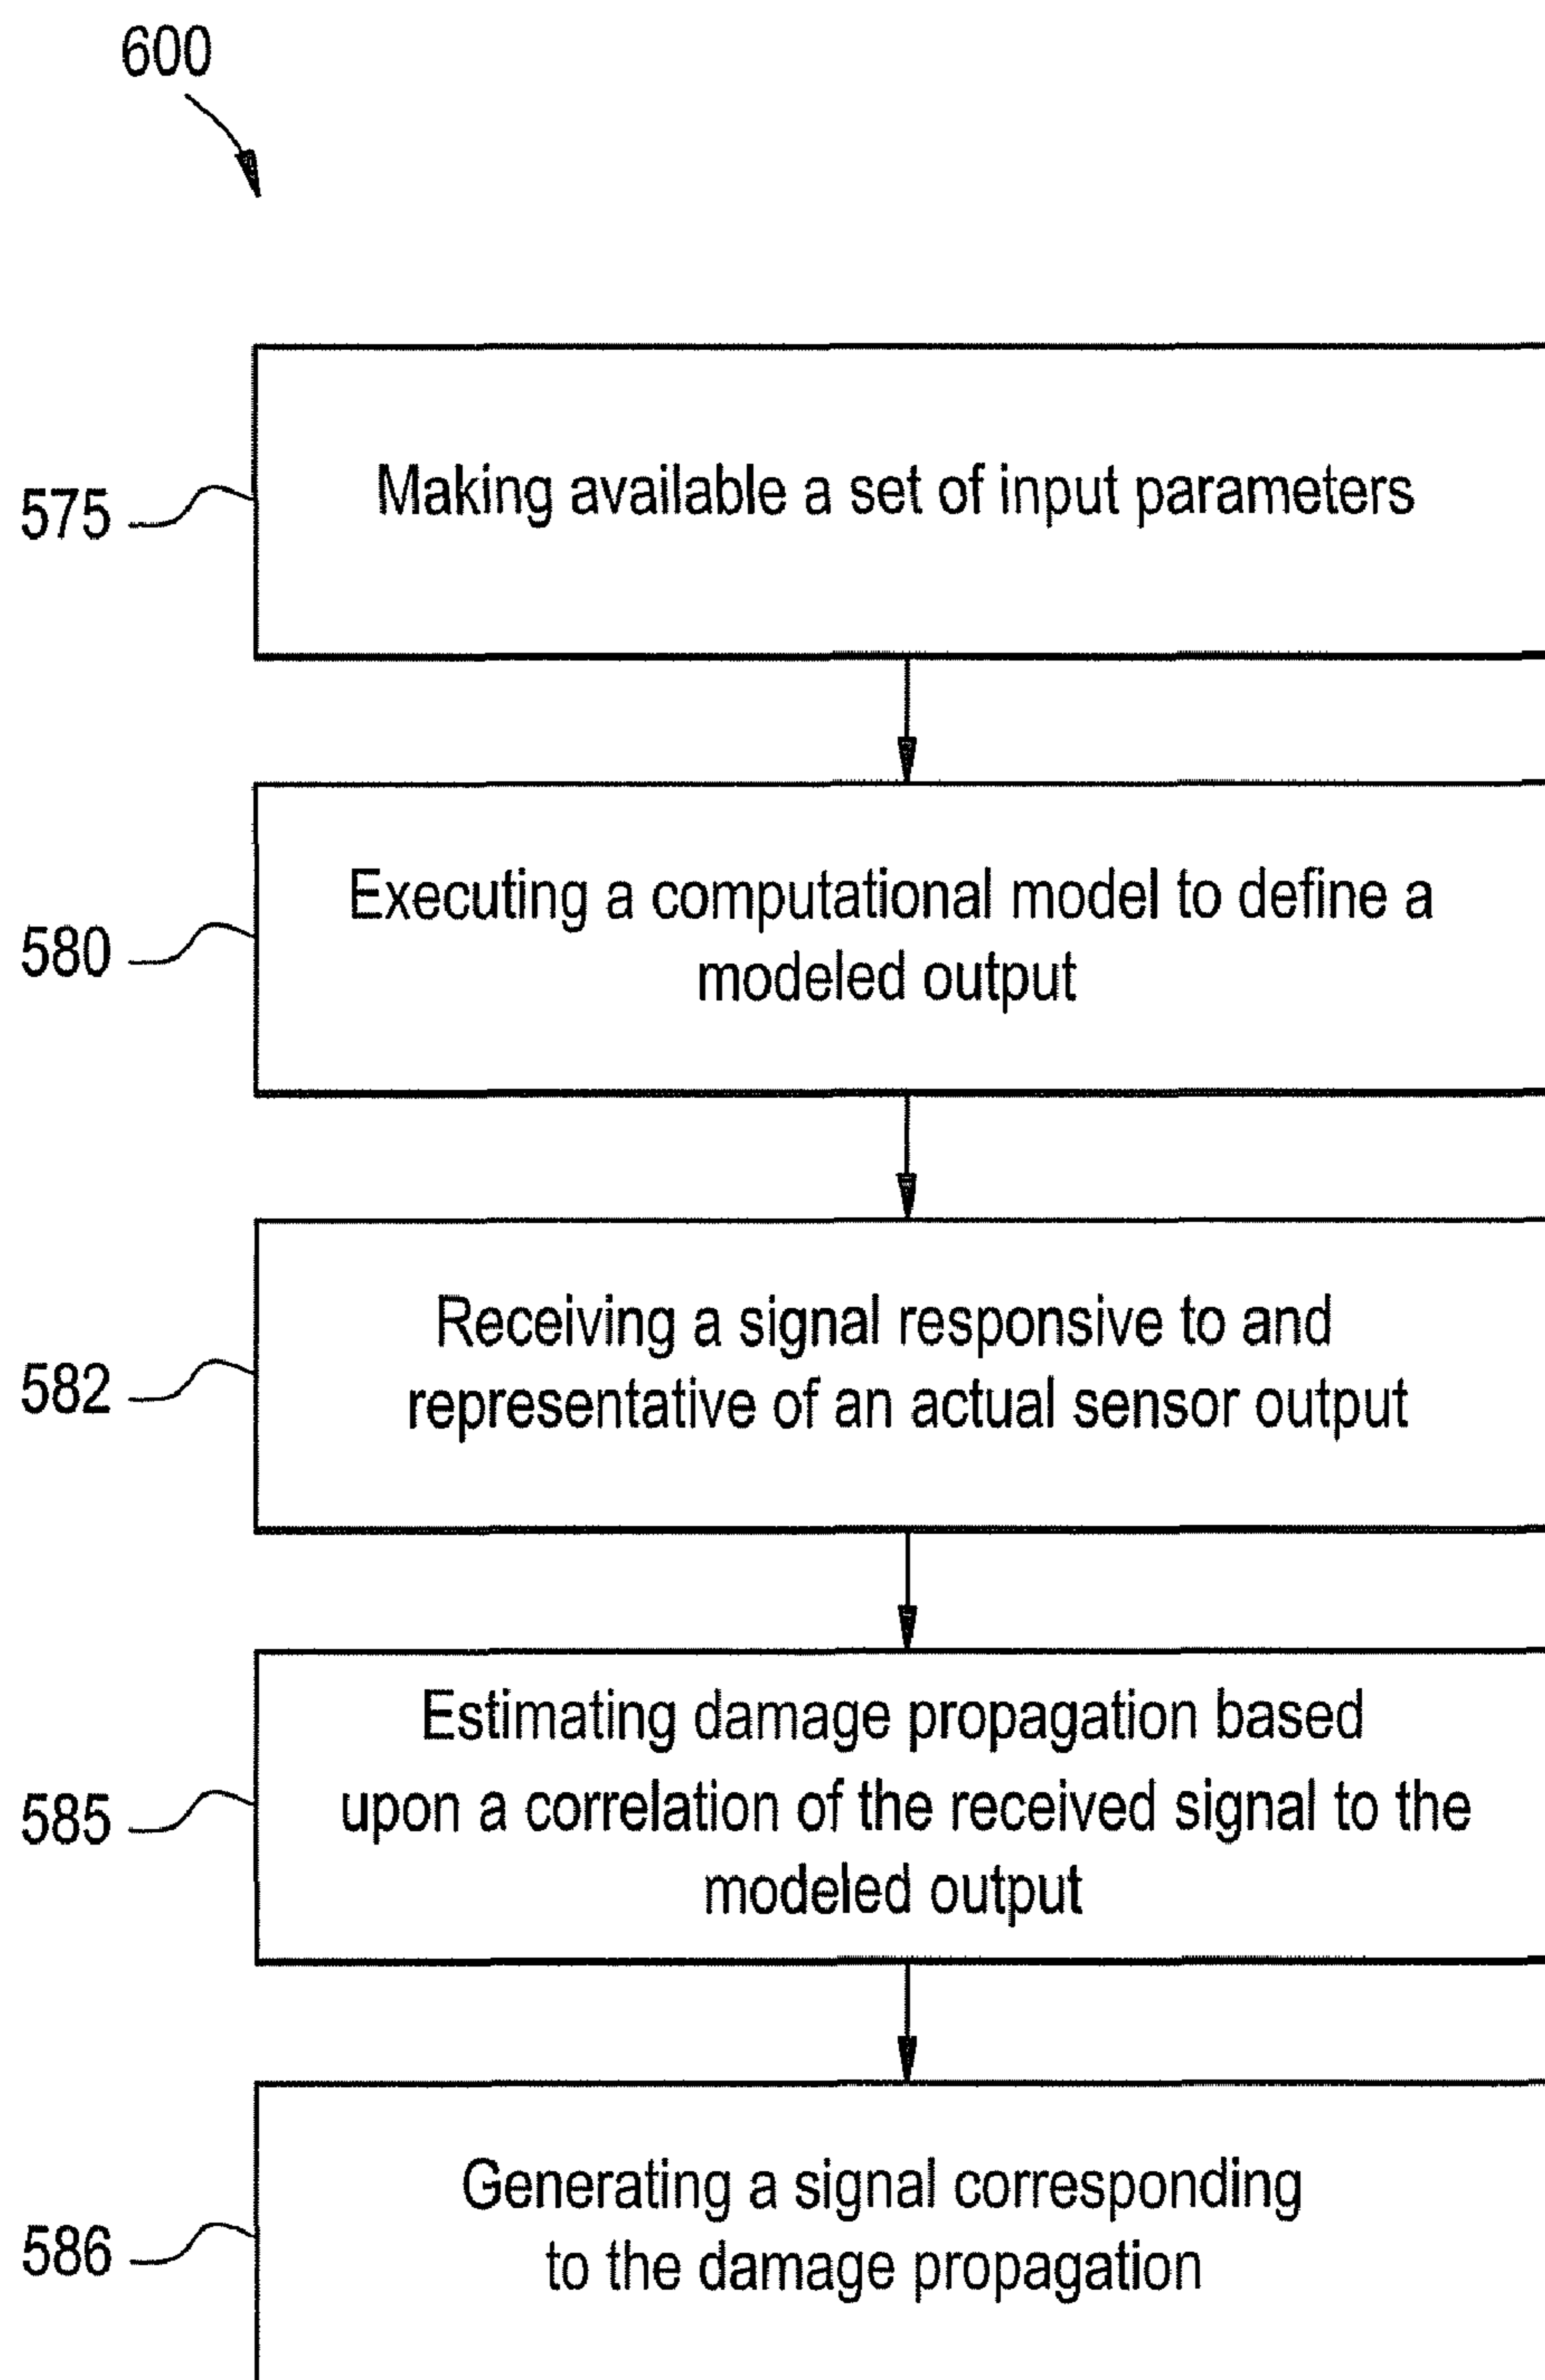 600
575
Making available a set of input parameters
580
Executing a computational model to define a
modeled output
582
Receiving a signal responsive to and
representative of an actual sensor output
585
Estimating damage propagation based
upon a correlation of the received signal to the
modeled output
586
Generating a signal corresponding
to the damage propagation